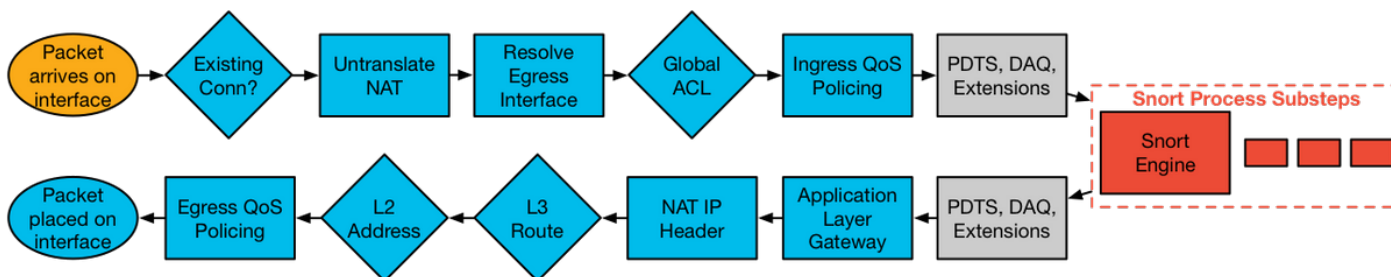 Packet
arrives on
interface
Existing
Conn?
Untranslate
NAT
Resolve
Egress
Interface
Global
ACL
Ingress QoS
Policing
PDTS, DAQ,
Extensions
Snort Process Substeps
Snort
Engine
Packet
placed on
interface
Egress QoS
Policing
L2
Address
L3
Route
NAT IP
Header
Application
Layer
Gateway
PDTS, DAQ,
Extensions